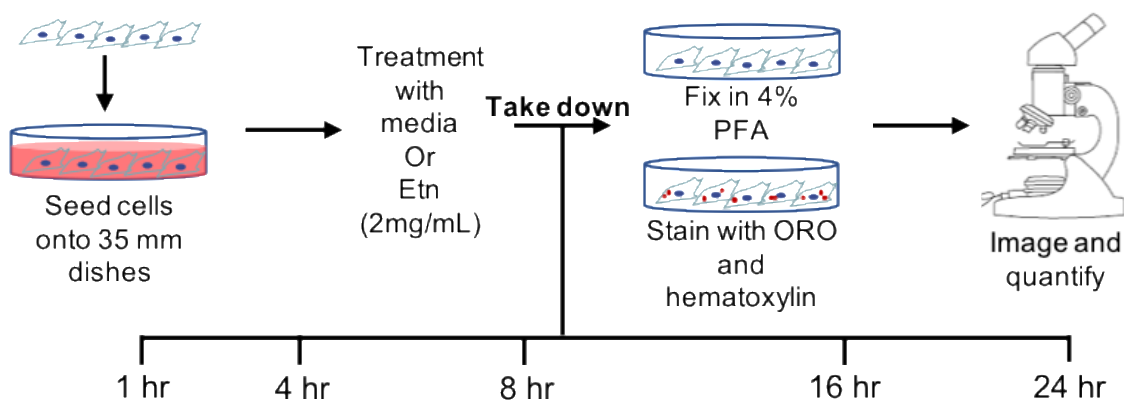 Seed cells
onto 35 mm
dishes
Treatment
with
media
Or
Etn
(2mg/mL)
Take down
Fix in 4%
PFA
Stain with ORO
and
hematoxylin
Image and
quantify
1 hr
4 hr
8 hr
16 hr
24 hr